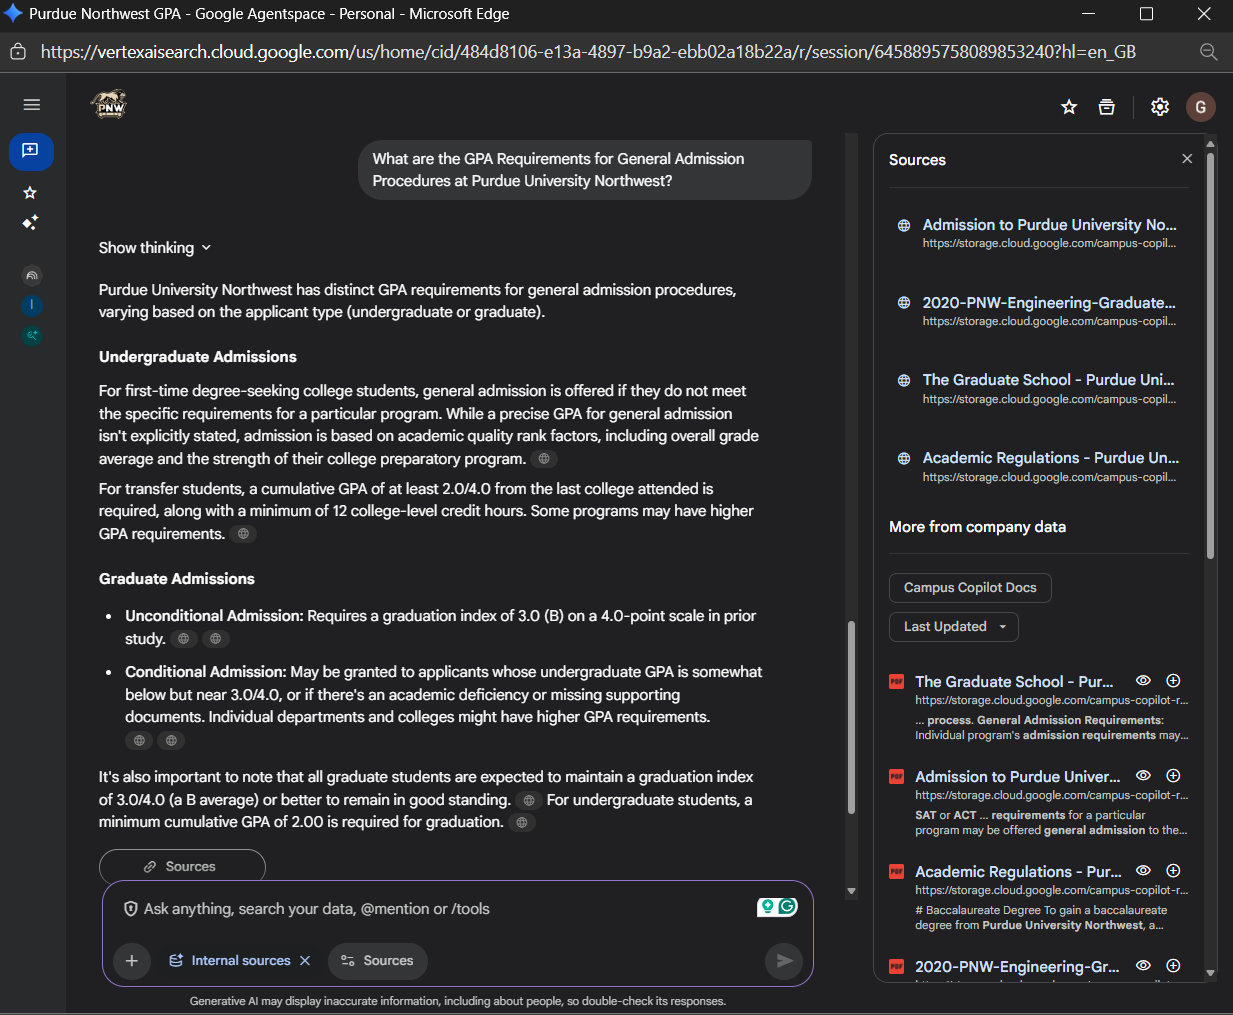 Purdue Northwest GPA - Google Agentspace - Personal - Microsoft Edge
https://vertexaisearch.cloud.google.com/us/home/cid/484d8106-e13a-4897-b9a2-ebb02a18b22a/r/session/6458895758089853240?hl=en_GB
PNW
G
What are the GPA Requirements for General Admission
Procedures at Purdue University Northwest?
Show thinking
Purdue University Northwest has distinct GPA requirements for general admission procedures,
varying based on the applicant type (undergraduate or graduate).
Undergraduate Admissions
For first-time degree-seeking college students, general admission is offered if they do not meet
the specific requirements for a particular program. While a precise GPA for general admission
isn't explicitly stated, admission is based on academic quality rank factors, including overall grade
average and the strength of their college preparatory program.
For transfer students, a cumulative GPA of at least 2.0/4.0 from the last college attended is
required, along with a minimum of 12 college-level credit hours. Some programs may have higher
GPA requirements.
Graduate Admissions
• Unconditional Admission: Requires a graduation index of 3.0 (B) on a 4.0-point scale in prior
study.
• Conditional Admission: May be granted to applicants whose undergraduate GPA is somewhat
below but near 3.0/4.0, or if there's an academic deficiency or missing supporting
documents. Individual departments and colleges might have higher GPA requirements.
It's also important to note that all graduate students are expected to maintain a graduation index
of 3.0/4.0 (a B average) or better to remain in good standing. For undergraduate students, a
minimum cumulative GPA of 2.00 is required for graduation.
Sources
Ask anything, search your data, @mention or /tools
Internal sources
Sources
Generative AI may display inaccurate information, including about people, so double-check its responses.
Sources
Admission to Purdue University No...
https://storage.cloud.google.com/campus-copil...
2020-PNW-Engineering-Graduate...
https://storage.cloud.google.com/campus-copil...
The Graduate School - Purdue Uni...
https://storage.cloud.google.com/campus-copil...
Academic Regulations - Purdue Un...
https://storage.cloud.google.com/campus-copil...
More from company data
Campus Copilot Docs
Last Updated
PDF The Graduate School - Pur...
https://storage.cloud.google.com/campus-copilot-r...
... process. General Admission Requirements:
Individual program's admission requirements may...
PDF Admission to Purdue Univer...
https://storage.cloud.google.com/campus-copilot-r...
SAT or ACT ... requirements for a particular
program may be offered general admission to the...
PDF Academic Regulations - Pur...
https://storage.cloud.google.com/campus-copilot-r...
# Baccalaureate Degree To gain a baccalaureate
degree from Purdue University Northwest, a...
PDF 2020-PNW-Engineering-Gr...